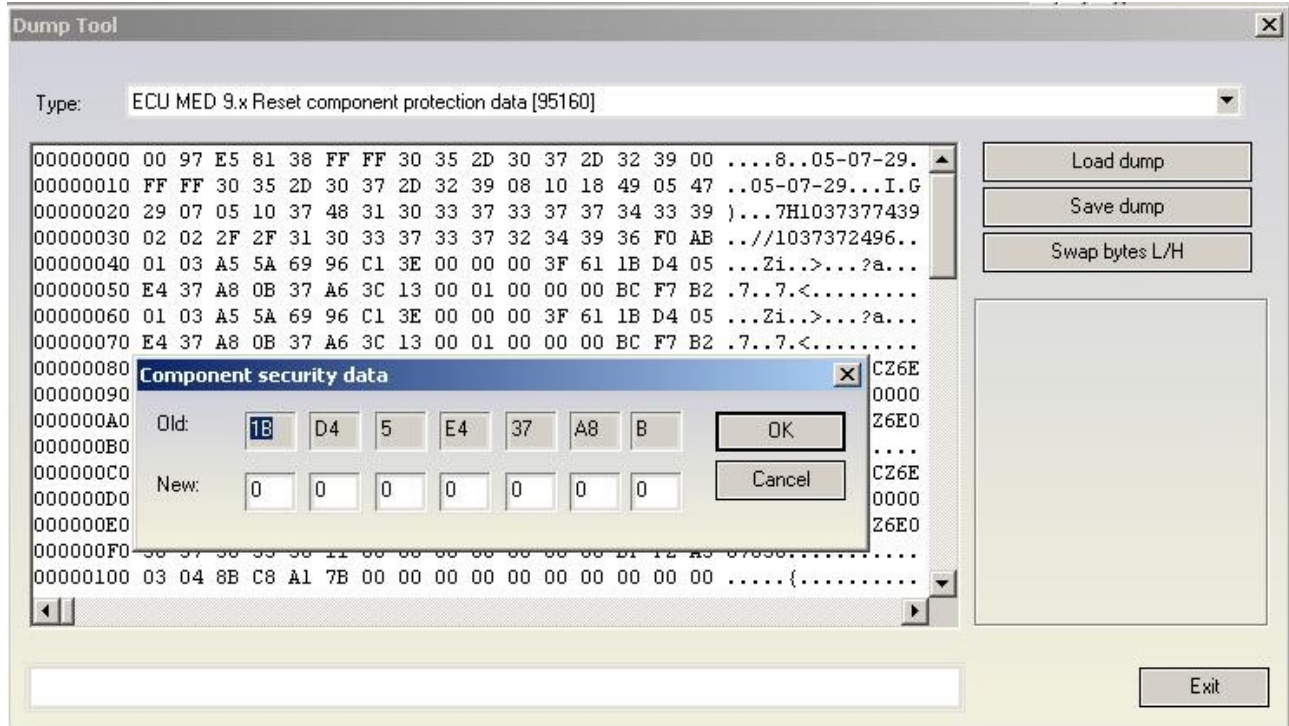 Dump Tool
Type: ECU MED 9.x Reset component protection data [95160]
00000000 00 97 E5 81 38 FF FF 30 35 2D 30 37 2D 32 39 00 ....8..05-07-29.
00000010 FF FF 30 35 2D 30 37 2D 32 39 08 10 18 49 05 47 ..05-07-29...I.G
00000020 29 07 05 10 37 48 31 30 33 37 33 37 37 34 33 39 )...7H1037377439
00000030 02 02 2F 2F 31 30 33 37 33 37 32 34 39 36 F0 AB ..//1037372496..
00000040 01 03 A5 5A 69 96 C1 3E 00 00 00 3F 61 1B D4 05 ...Zi..>...?a...
00000050 E4 37 A8 0B 37 A6 3C 13 00 01 00 00 00 BC F7 B2 .7..7.<.........
00000060 01 03 A5 5A 69 96 C1 3E 00 00 00 3F 61 1B D4 05 ...Zi..>...?a...
00000070 E4 37 A8 0B 37 A6 3C 13 00 01 00 00 00 BC F7 B2 .7..7.<.........
00000080 CZ6E
00000090 0000
000000A0 Z6E0
000000B0 ....
000000C0 CZ6E
000000D0 0000
000000E0 Z6E0
000000F0
00000100 03 04 8B C8 A1 7B 00 00 00 00 00 00 00 00 00 00 .....{..........
Component security data
Old: 1B D4 5 E4 37 A8 B
New: 0 0 0 0 0 0 0
OK
Cancel
Load dump
Save dump
Swap bytes L/H
Exit